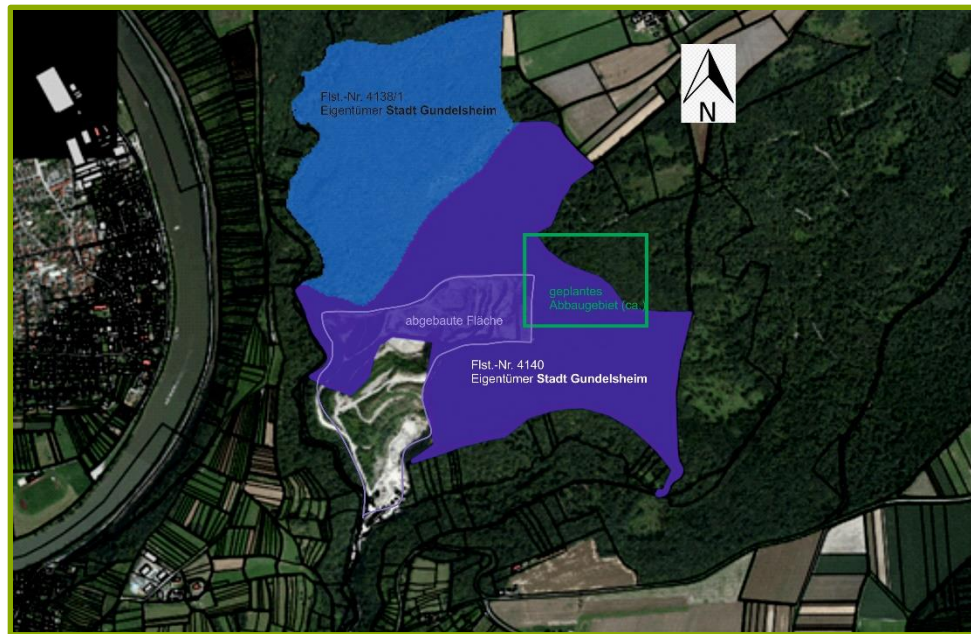 Flst.-Nr. 4138/1
Eigentümer Stadt Gundelsheim
N
geplantes
Abbaugebiet (ca.)
abgebaute Fläche
Flst.-Nr. 4140
Eigentümer Stadt Gundelsheim